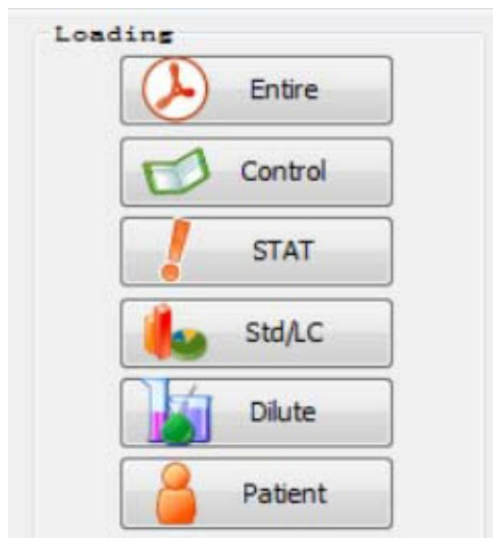 Loading
Entire
Control
STAT
Std/LC
Dilute
Patient